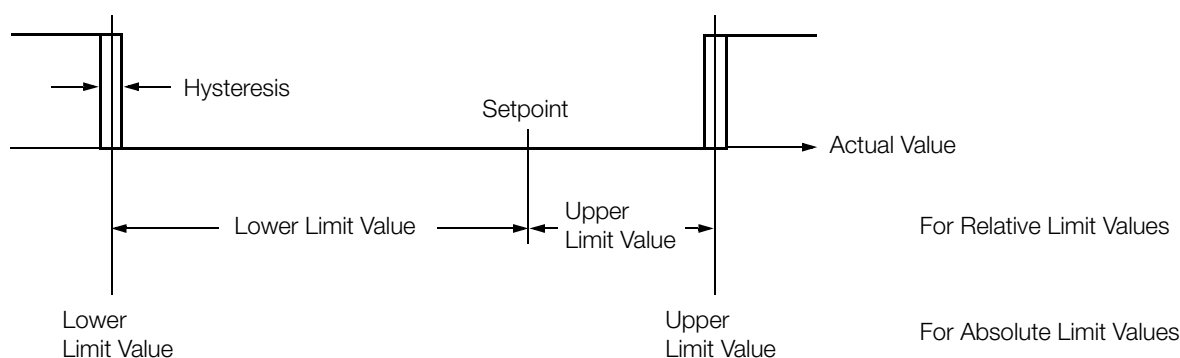 Hysteresis
Setpoint
Actual Value
Lower Limit Value
Upper
Limit Value
For Relative Limit Values
Lower
Limit Value
Upper
Limit Value
For Absolute Limit Values